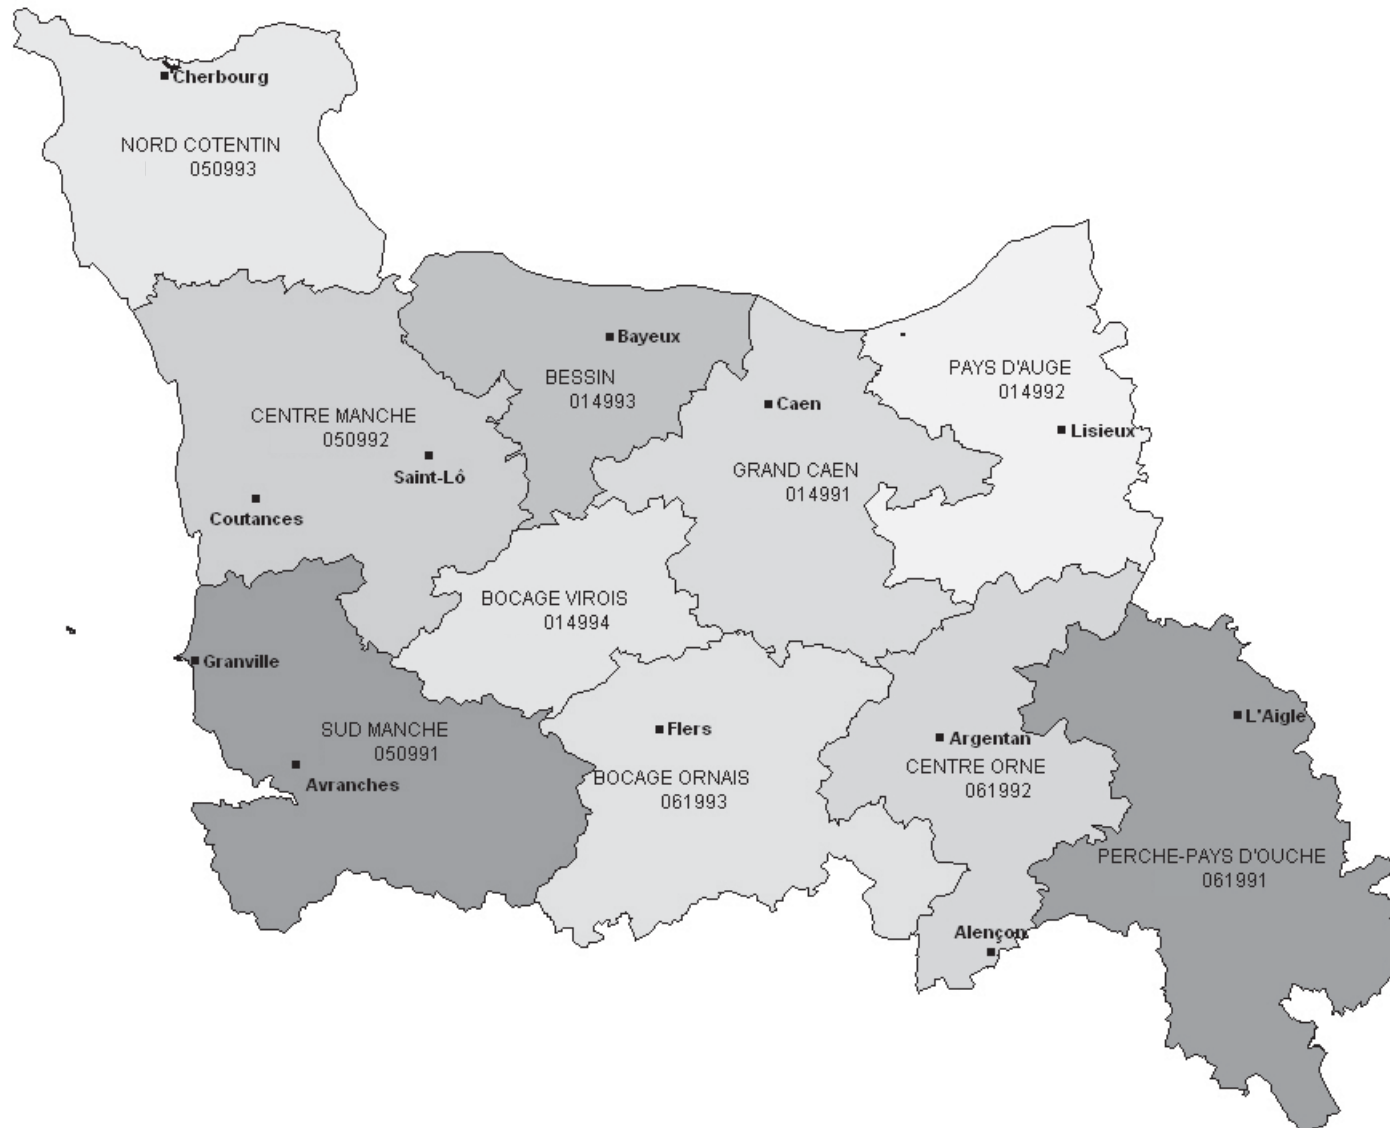 Cherbourg
NORD COTENTIN
050993
Bayeux
BESSIN
014993
PAYS D'AUGE
014992
Caen
CENTRE MANCHE
050992
Lisieux
Saint-Lô
GRAND CAEN
014991
Coutances
BOCAGE VIROIS
014994
Granville
SUD MANCHE
050991
Flers
L'Aigle
Argentan
CENTRE ORNE
061992
Avranches
BOCAGE ORNAIS
061993
PERCHE-PAYS D'OUCHE
061991
Alençon